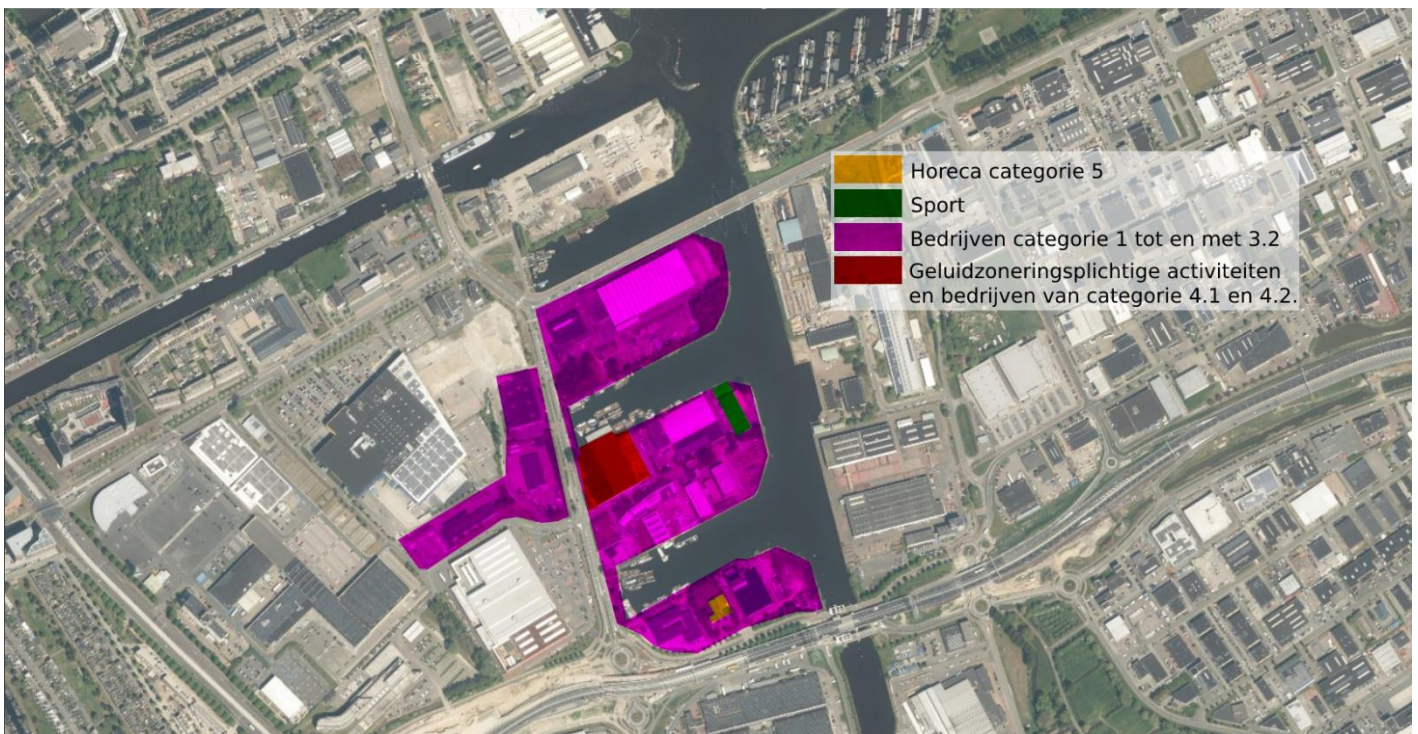 Horeca categorie 5
Sport
Bedrijven categorie 1 tot en met 3.2
Geluidzoneringsplichtige activiteiten
en bedrijven van categorie 4.1 en 4.2.